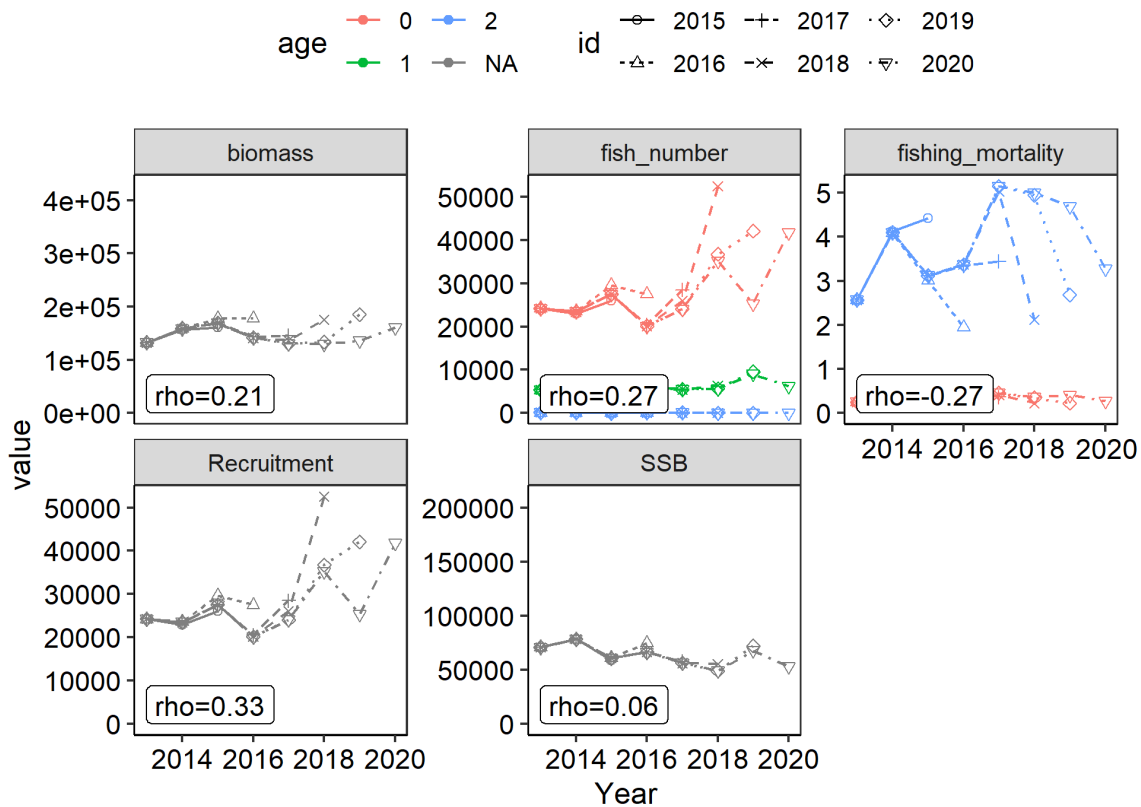 age
0
2
1
NA
id
2015
2017
2019
2016
2018
2020
value
biomass
4e+05
3e+05
2e+05
1e+05
0e+00
rho=0.21
fish_number
50000
40000
30000
20000
10000
0
rho=0.27
fishing_mortality
5
4
3
2
1
0
rho=-0.27
2014 2016 2018 2020
Recruitment
50000
40000
30000
20000
10000
0
rho=0.33
2014 2016 2018 2020
SSB
200000
150000
100000
50000
0
rho=0.06
2014 2016 2018 2020
Year